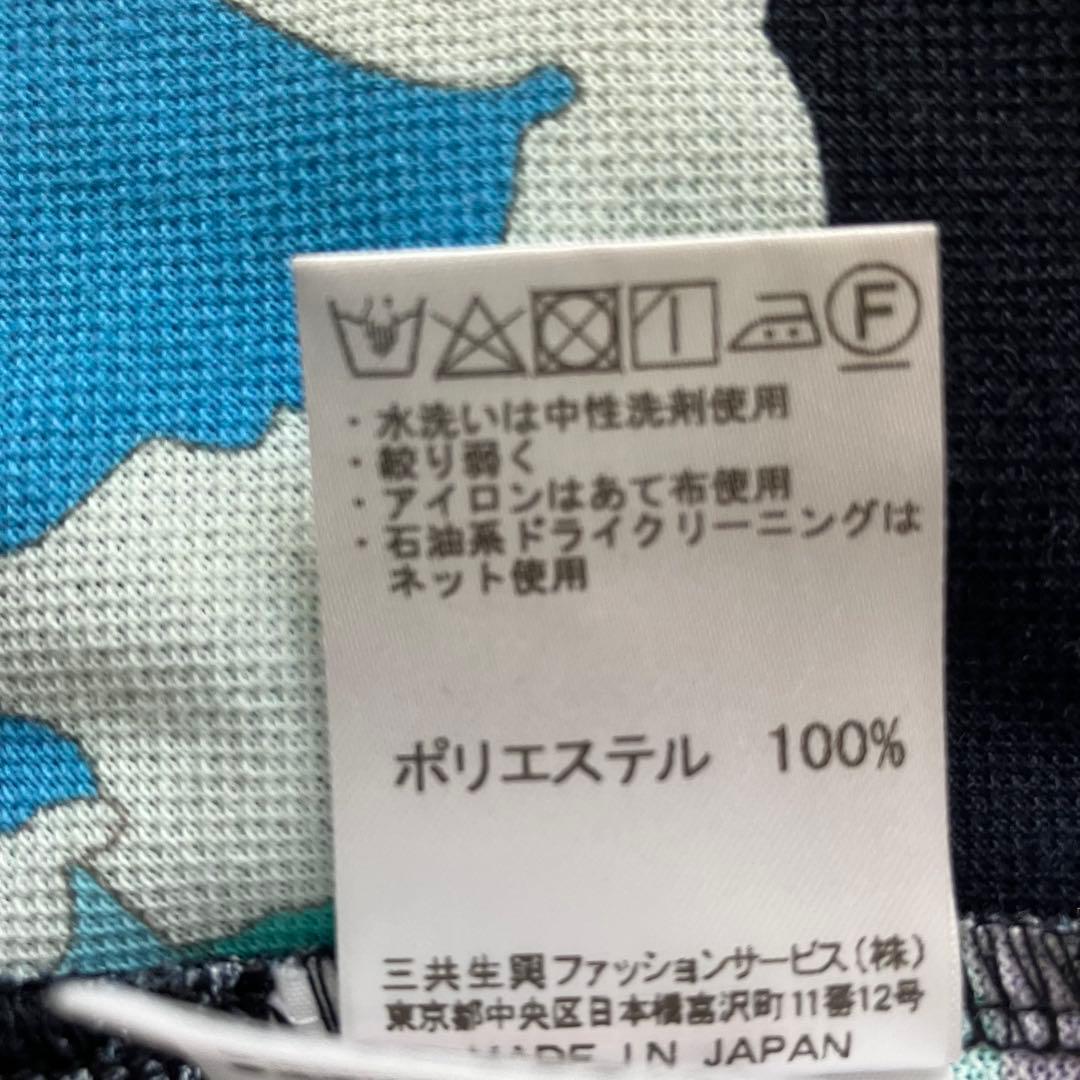 F
・水洗いは中性洗剤使用
・絞り弱く
・アイロンはあて布使用
・石油系ドライクリーニングは
ネット使用
ポリエステル 100%
三共生興ファッションサービス(株)
東京都中央区日本橋富沢町11番12号
MADE IN JAPAN